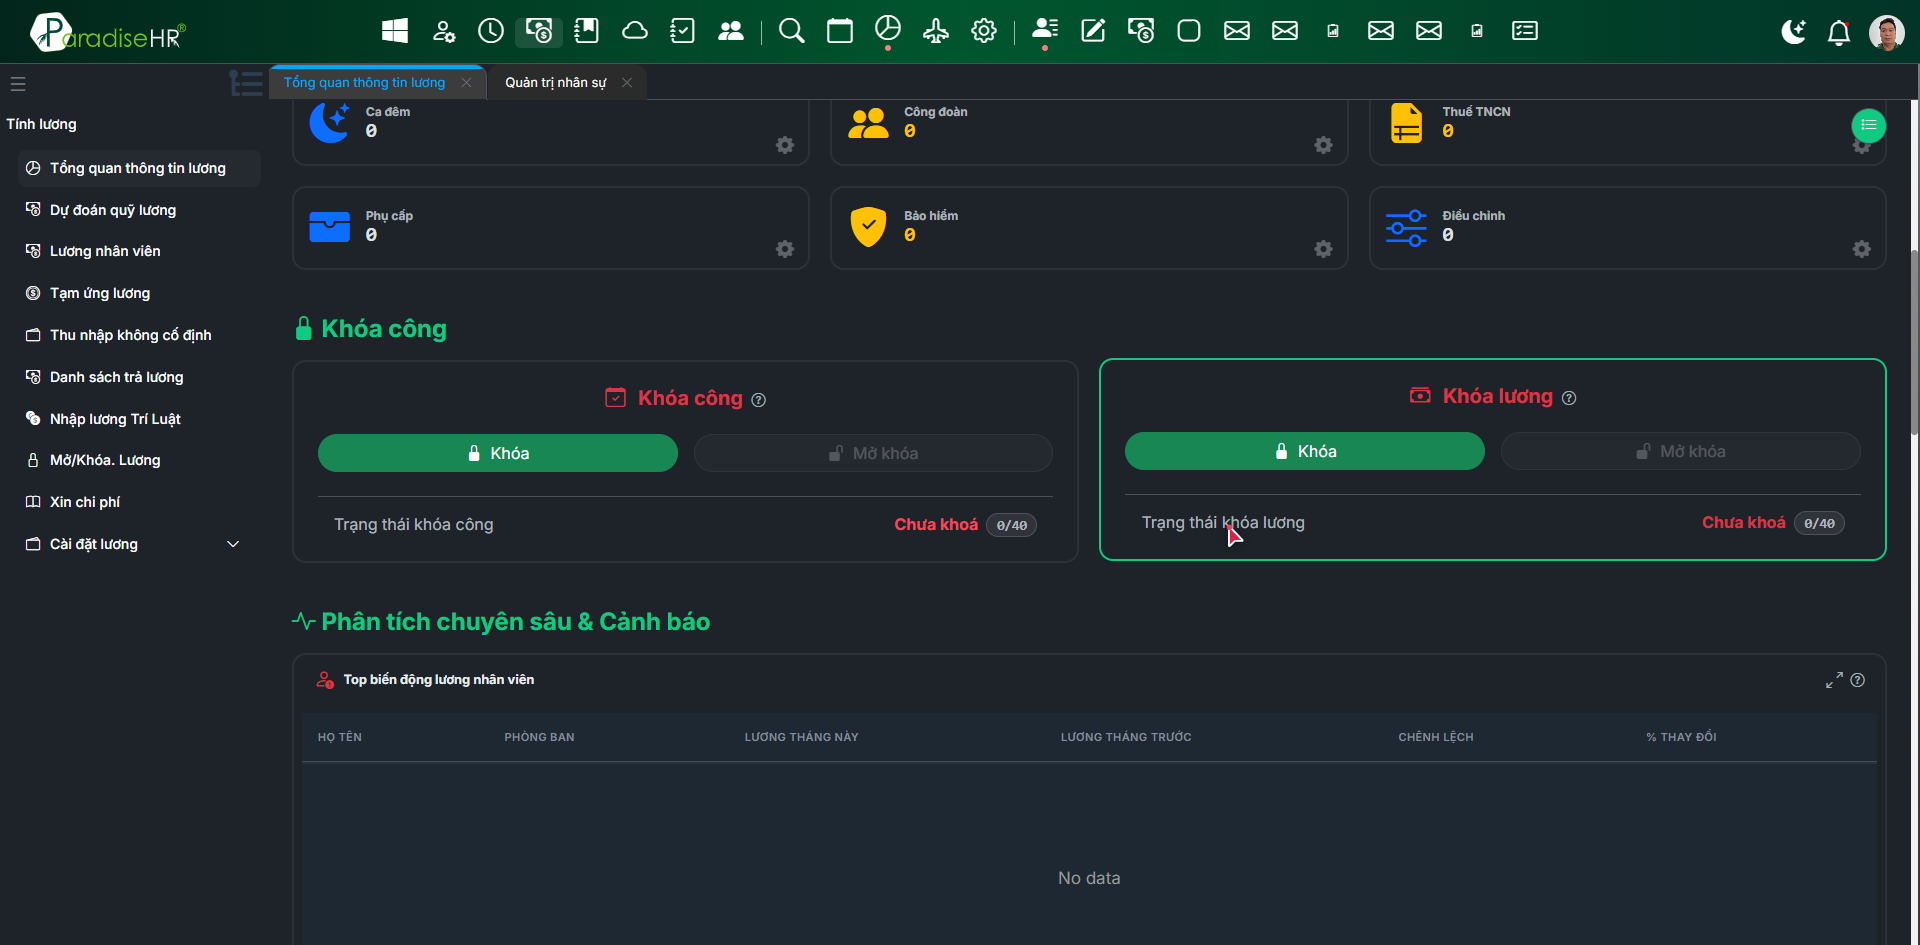 ParadiseHR®
Tổng quan thông tin lương
Quản trị nhân sự
Tính lương
Tổng quan thông tin lương
Dự đoán quỹ lương
Lương nhân viên
Tạm ứng lương
Thu nhập không cố định
Danh sách trả lương
Nhập lương Trí Luật
Mở/Khóa. Lương
Xin chi phí
Cài đặt lương
Ca đêm
0
Công đoàn
0
Thuế TNCN
0
Phụ cấp
0
Bảo hiểm
0
Điều chỉnh
0
Khóa công
Khóa công
Khóa
Mở khóa
Trạng thái khóa công
Chưa khoá 0/40
Khóa lương
Khóa
Mở khóa
Trạng thái khóa lương
Chưa khoá 0/40
Phân tích chuyên sâu & Cảnh báo
Top biến động lương nhân viên
HỌ TÊN PHÒNG BAN LƯƠNG THÁNG NÀY LƯƠNG THÁNG TRƯỚC CHÊNH LỆCH % THAY ĐỔI
No data